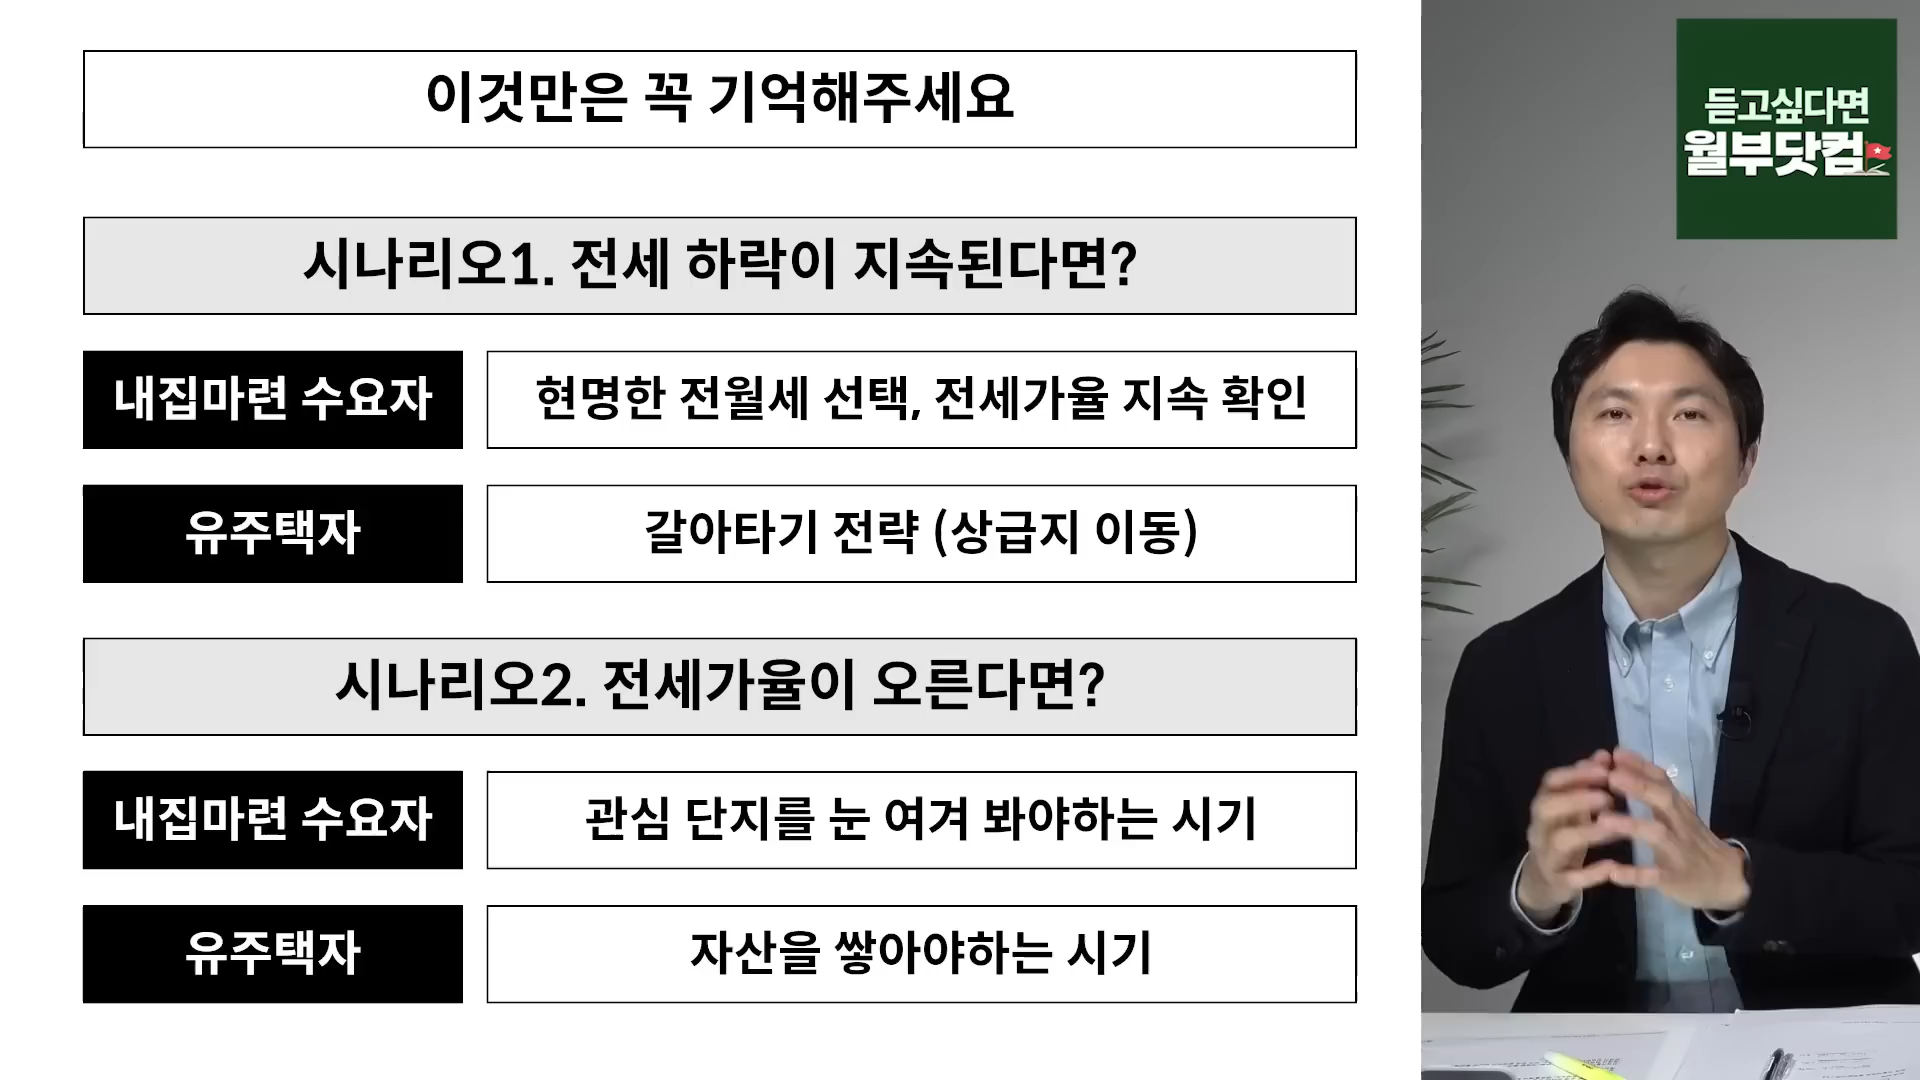 이것만은 꼭 기억해주세요
시나리오1. 전세 하락이 지속된다면?
내집마련 수요자
현명한 전월세 선택, 전세가율 지속 확인
유주택자
갈아타기 전략 (상급지 이동)
시나리오2. 전세가율이 오른다면?
내집마련 수요자
관심 단지를 눈 여겨 봐야하는 시기
유주택자
자산을 쌓아야하는 시기
듣고싶다면
월부닷컴